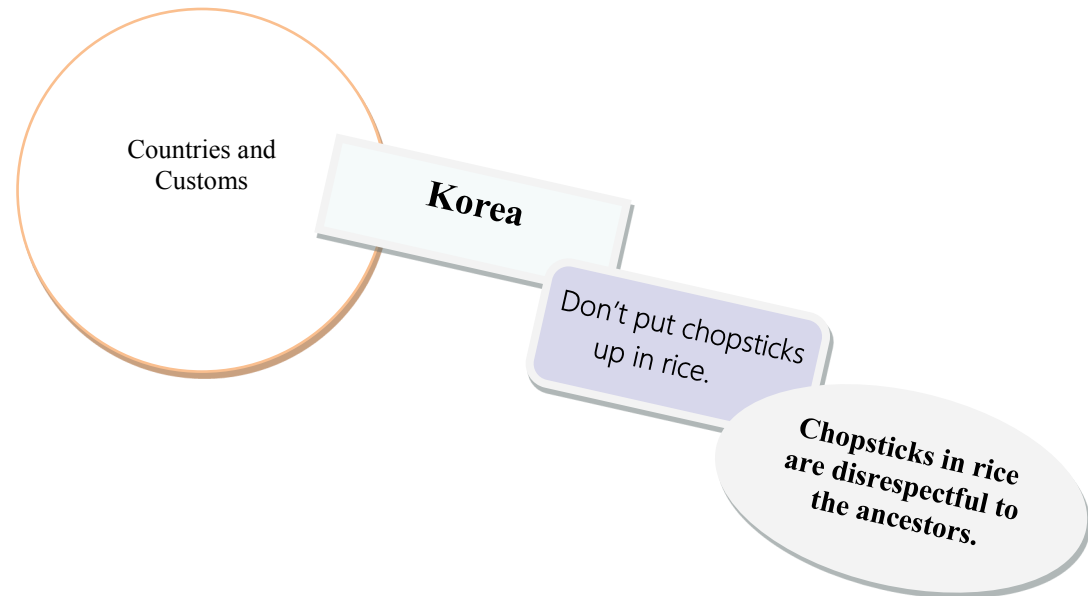 Countries and
Customs
Korea
Don’t put chopsticks
up in rice.
Chopsticks in rice
are disrespectful to
the ancestors.